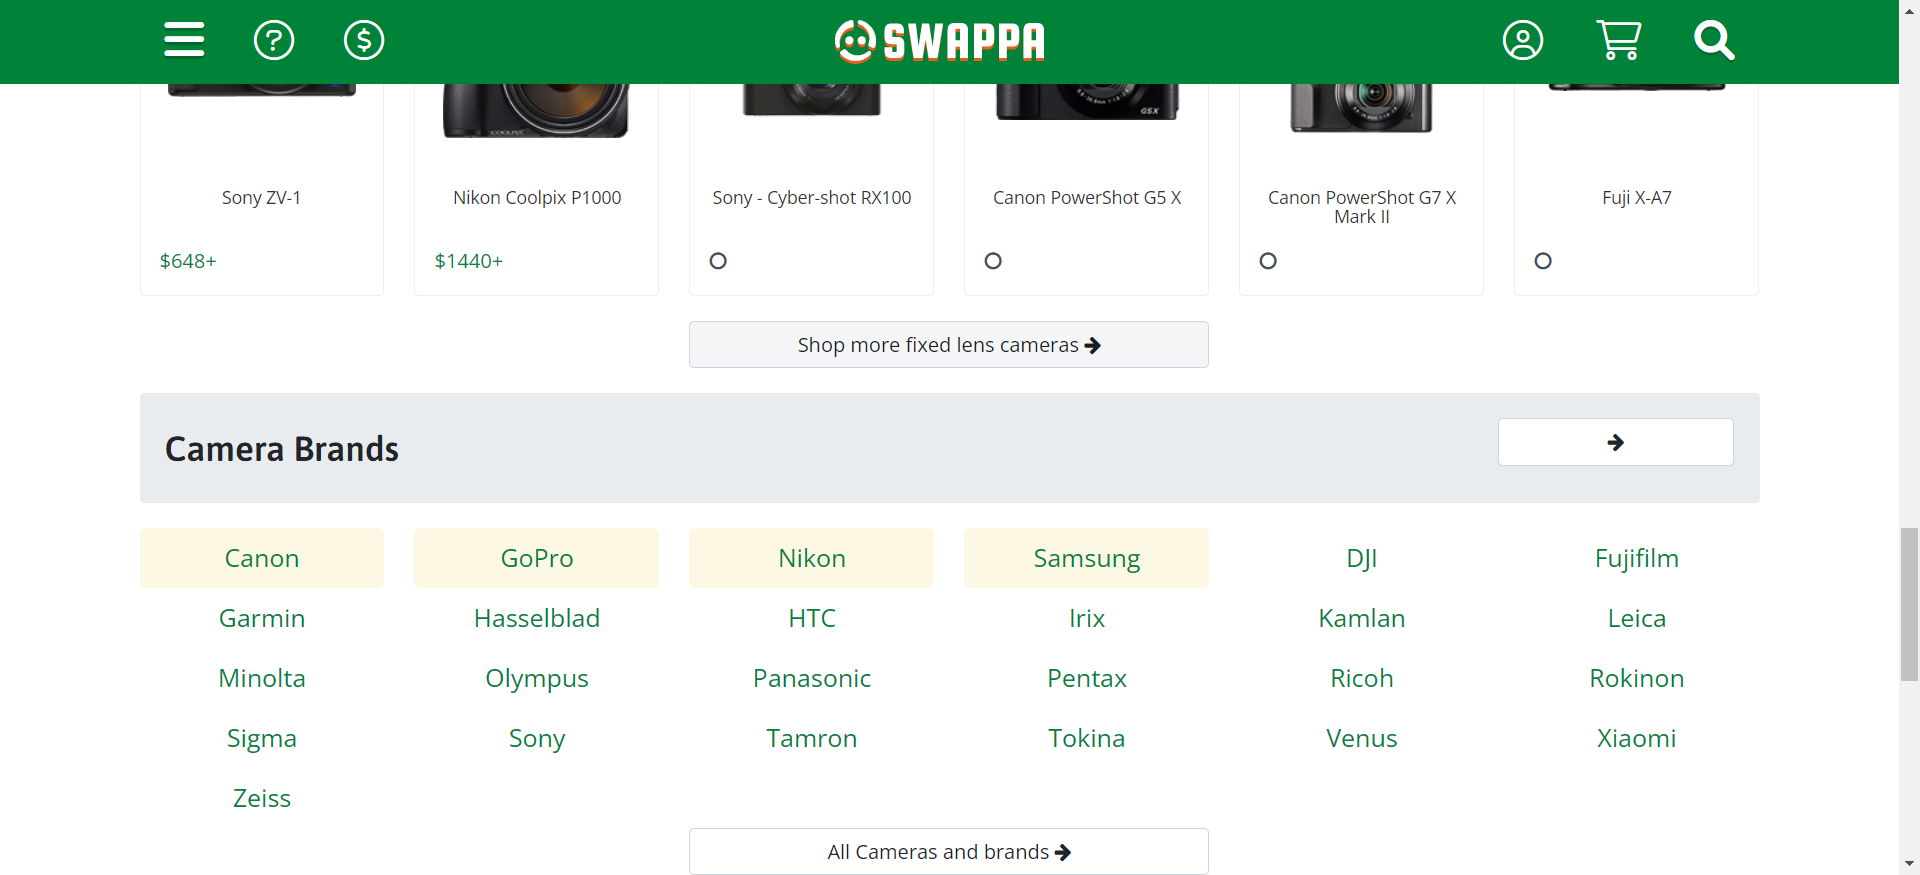 SWAPPA
COOLPIX
G5X
Sony ZV-1
Nikon Coolpix P1000
Sony - Cyber-shot RX100
Canon PowerShot G5 X
Canon PowerShot G7 X
Mark II
Fuji X-A7
$648+
$1440+
Shop more fixed lens cameras
Camera Brands
Canon
GoPro
Nikon
Samsung
DJI
Fujifilm
Garmin
Hasselblad
HTC
Irix
Kamlan
Leica
Minolta
Olympus
Panasonic
Pentax
Ricoh
Rokinon
Sigma
Sony
Tamron
Tokina
Venus
Xiaomi
Zeiss
All Cameras and brands